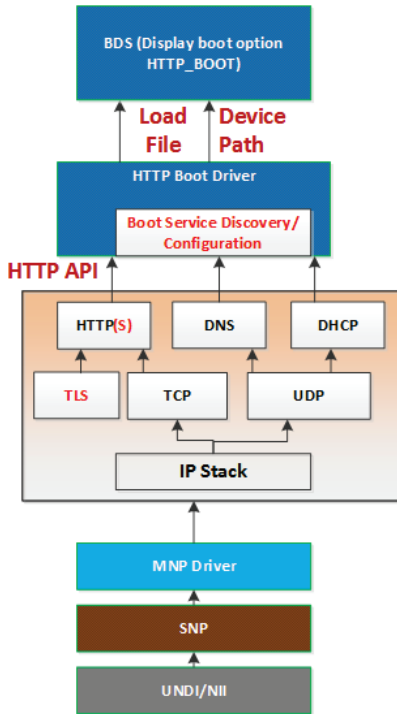 BDS (Display boot option
HTTP_BOOT)
Load
File
Device
Path
HTTP Boot Driver
Boot Service Discovery/
Configuration
HTTP API
HTTP(S)
DNS
DHCP
TLS
TCP
UDP
IP Stack
MNP Driver
SNP
UNDI/NII